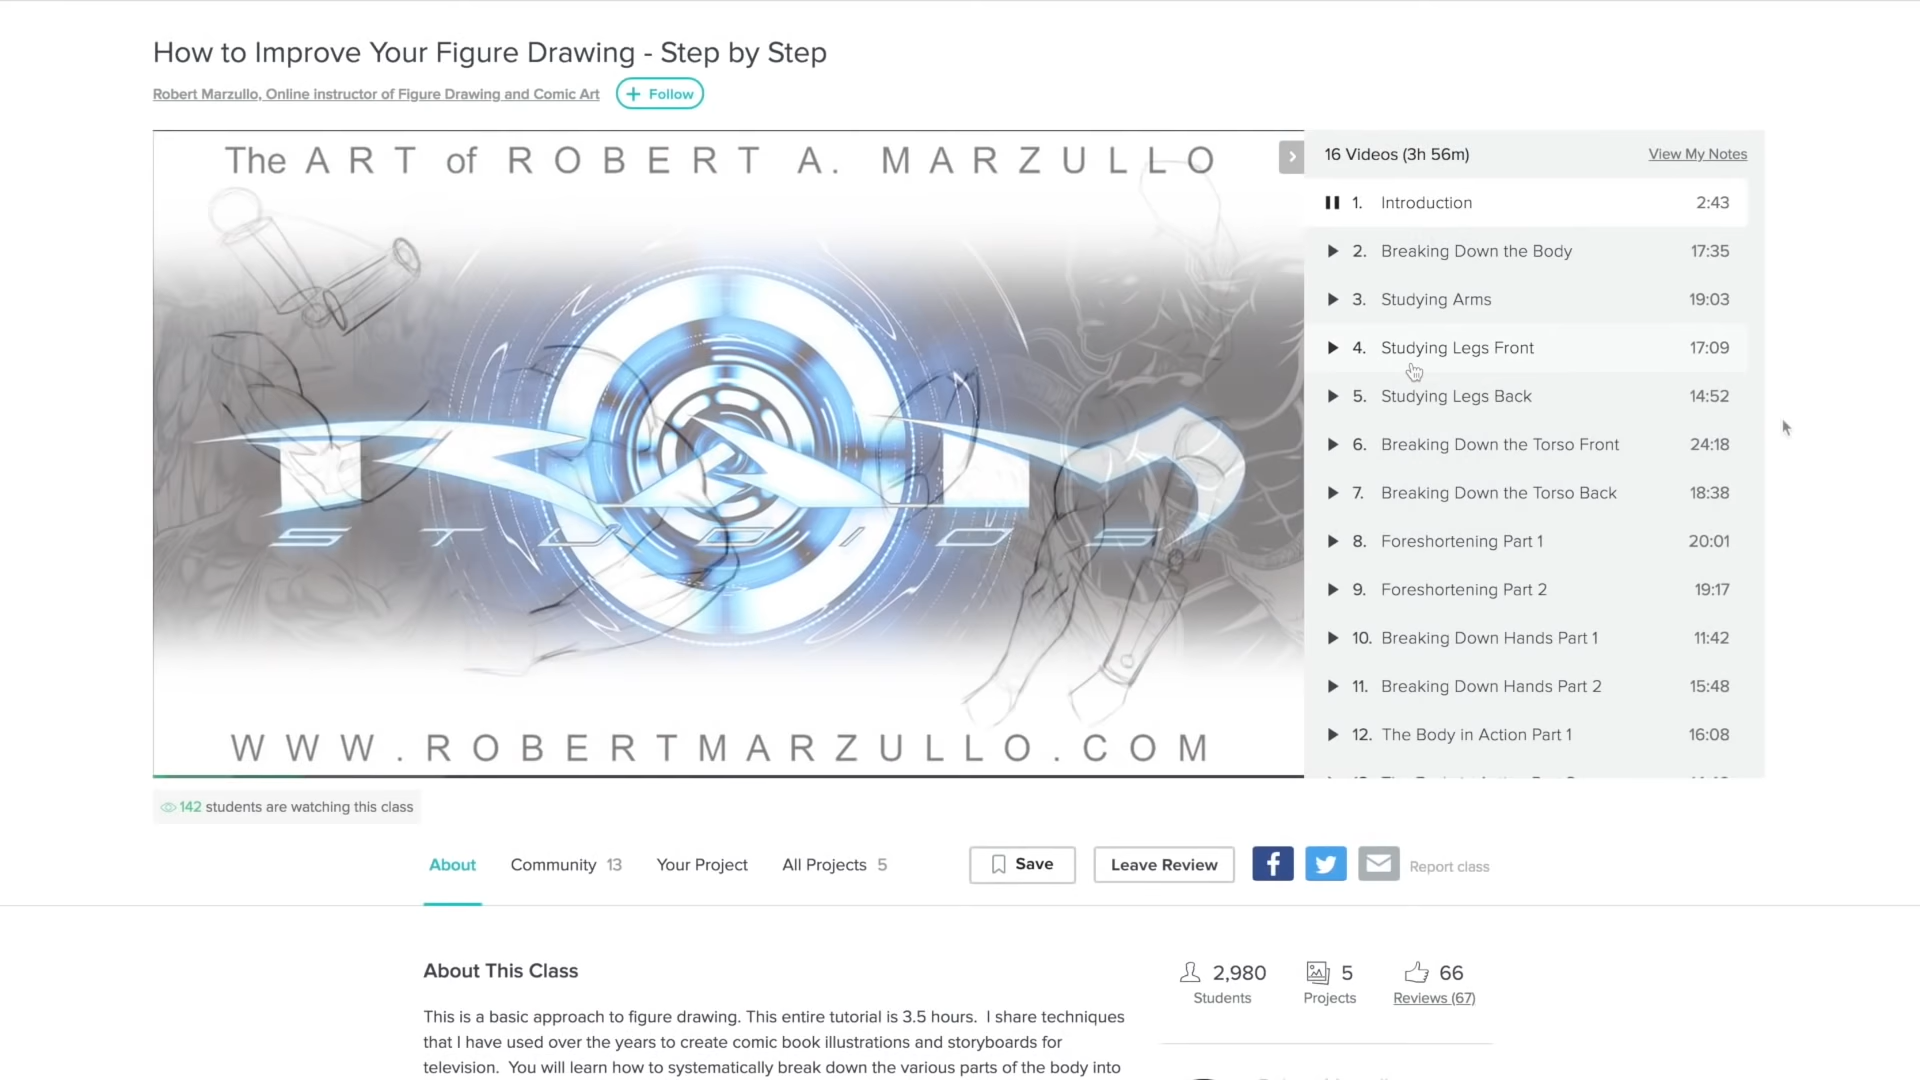 How to Improve Your Figure Drawing - Step by Step
Robert Marzullo, Online instructor of Figure Drawing and Comic Art
+ Follow
The ART of ROBERT A. MARZULLO
RAM
STUDIOS
WWW.ROBERTMARZULLO.COM
16 Videos (3h 56m)
View My Notes
1. Introduction 2:43
2. Breaking Down the Body 17:35
3. Studying Arms 19:03
4. Studying Legs Front 17:09
5. Studying Legs Back 14:52
6. Breaking Down the Torso Front 24:18
7. Breaking Down the Torso Back 18:38
8. Foreshortening Part 1 20:01
9. Foreshortening Part 2 19:17
10. Breaking Down Hands Part 1 11:42
11. Breaking Down Hands Part 2 15:48
12. The Body in Action Part 1 16:08
142 students are watching this class
About Community 13 Your Project All Projects 5
Save
Leave Review
Report class
About This Class
This is a basic approach to figure drawing. This entire tutorial is 3.5 hours. I share techniques
that I have used over the years to create comic book illustrations and storyboards for
television. You will learn how to systematically break down the various parts of the body into
2,980 5 66
Students Projects Reviews (67)